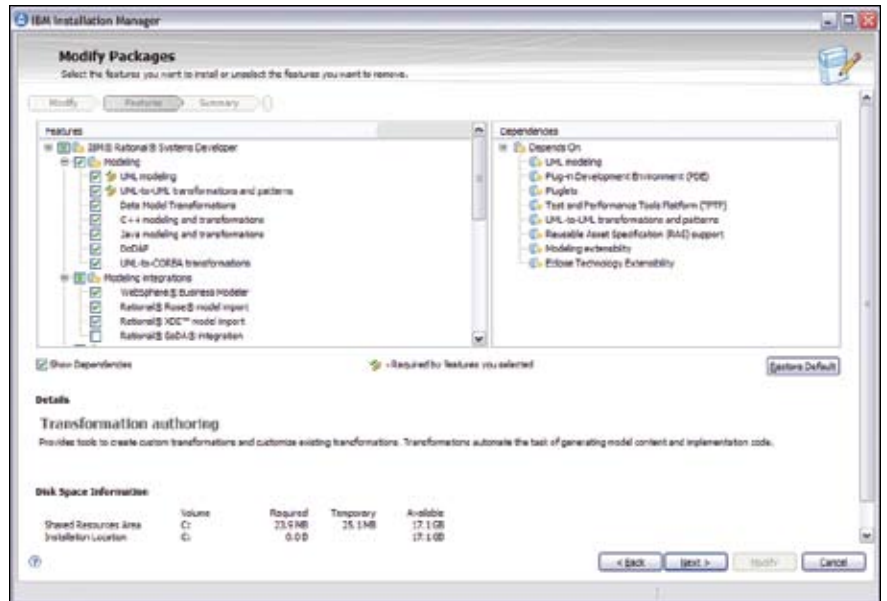 IBM Installation Manager
Modify Packages
Select the features you want to install or unselect the features you want to remove.
Modify
Features
Summary
Features
IBM® Rational® Systems Developer
Modeling
UML modeling
UML-to-UML transformations and patterns
Data Model Transformations
C++ modeling and transformations
Java modeling and transformations
DoDAF
UML-to-CORBA transformations
Modeling integrations
WebSphere® Business Modeler
Rational® Rose® model import
Rational® XDE™ model import
Rational® SoDA® integration
Dependencies
Depends On
UML modeling
Plug-in Development Environment (PDE)
Pluglets
Test and Performance Tools Platform (TPTP)
UML-to-UML transformations and patterns
Reusable Asset Specification (RAS) support
Modeling extensibility
Eclipse Technology Extensibility
Show Dependencies
- Required by features you selected
Restore Default
Details
Transformation authoring
Provides tools to create custom transformations and customize existing transformations. Transformations automate the task of generating model content and implementation code.
Disk Space Information
Volume Required Temporary Available
Shared Resources Area C: 23.9 MB 25.1 MB 17.1 GB
Installation Location C: 0.0 B 17.1 GB
< Back
Next >
Modify
Cancel